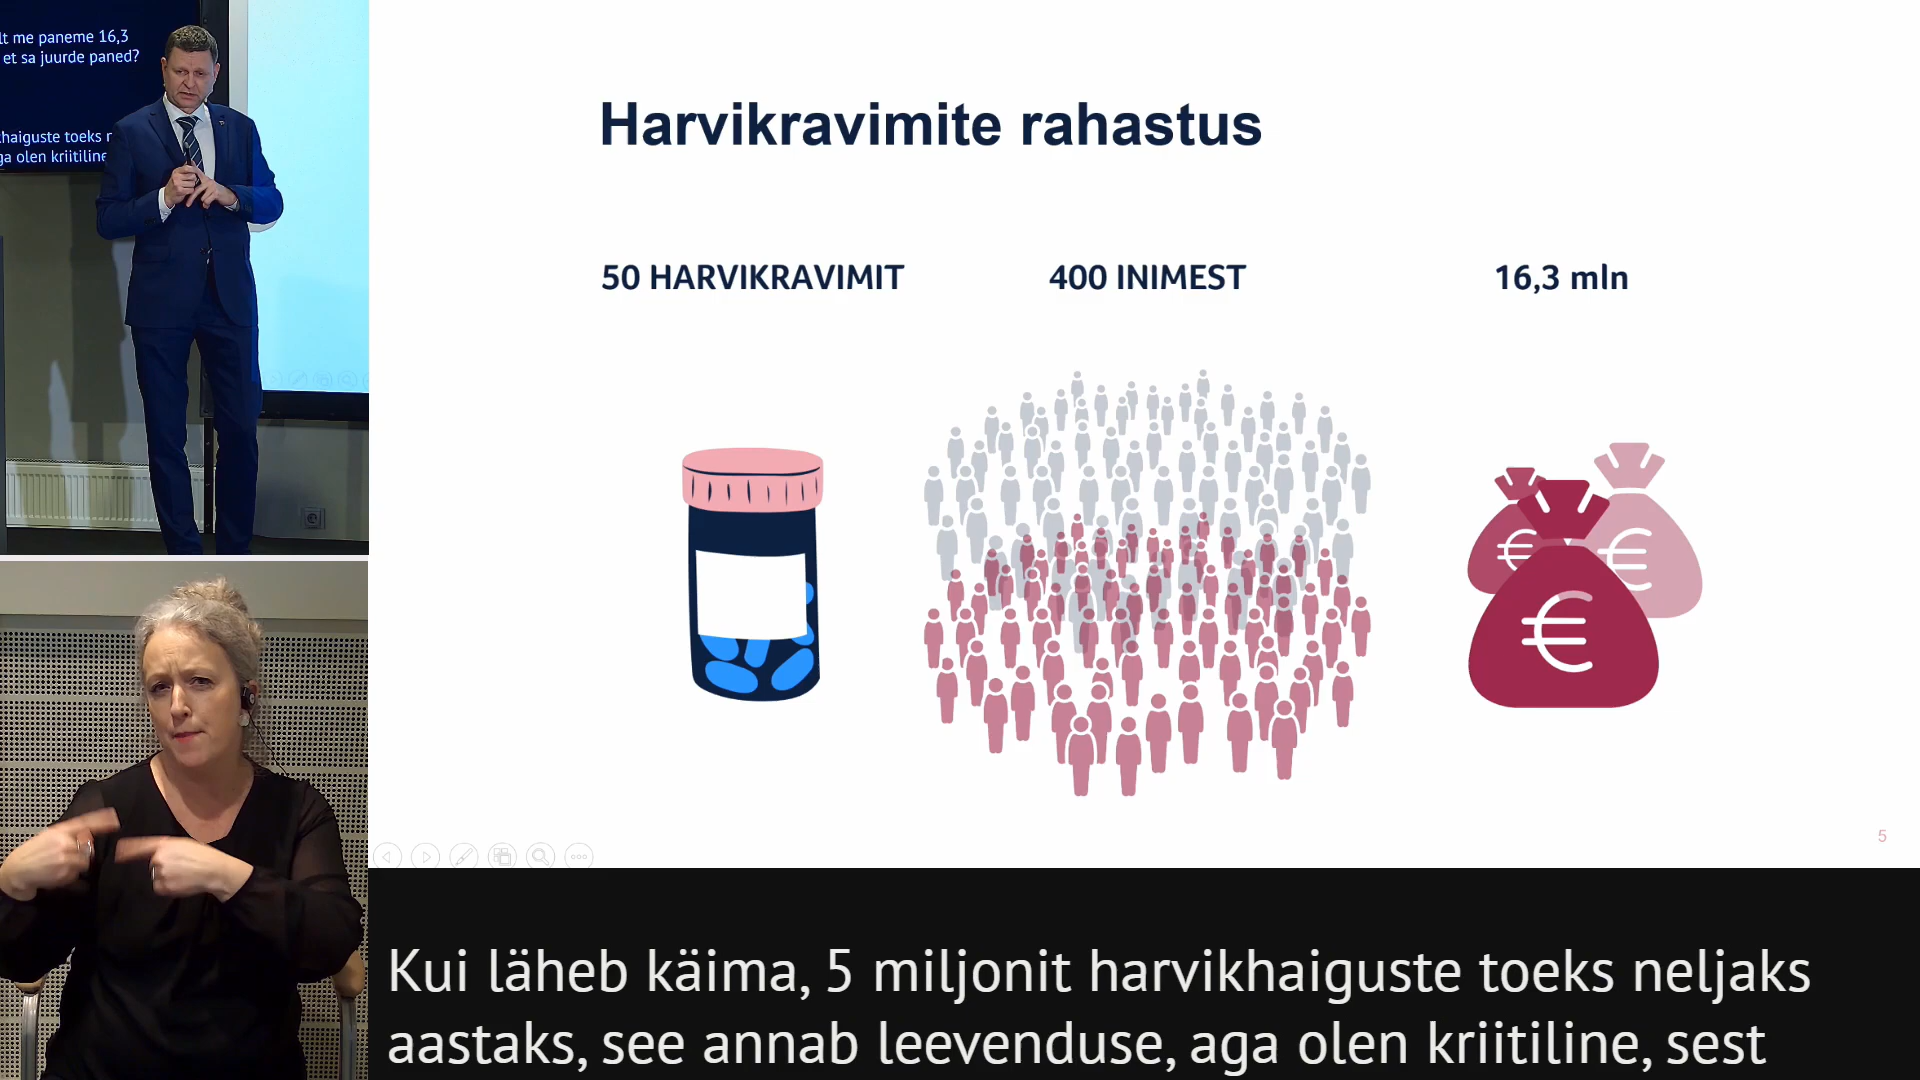 lt me paneme 16,3
et sa juurde paned?
khaiguste toeks
ga olen kriitiline
Harvikravimite rahastus
50 HARVIKRAVIMIT
400 INIMEST
16,3 mln
€
€
€
5
Kui läheb käima, 5 miljonit harvikhaiguste toeks neljaks
aastaks, see annab leevenduse, aga olen kriitiline, sest